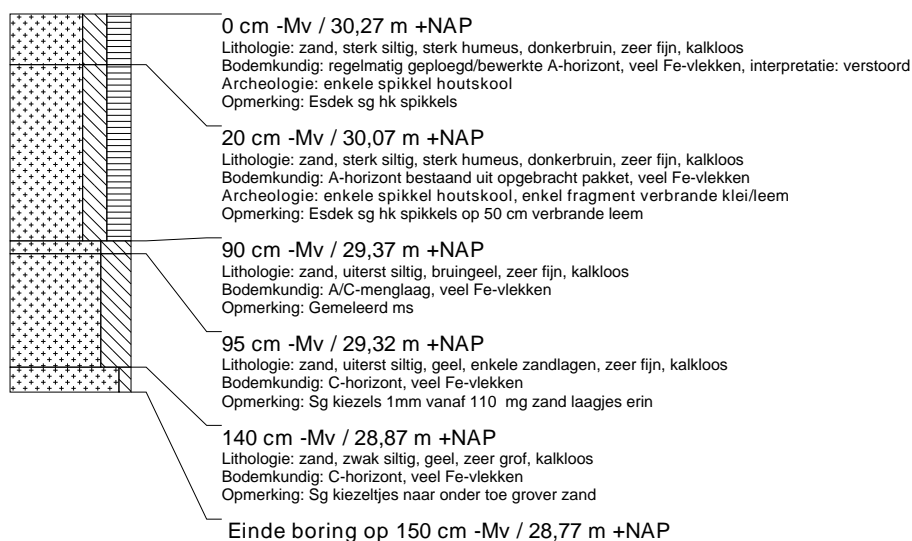 0 cm -Mv / 30,27 m +NAP
Lithologie: zand, sterk siltig, sterk humeus, donkerbruin, zeer fijn, kalkloos
Bodemkundig: regelmatig geploegd/bewerkte A-horizont, veel Fe-vlekken, interpretatie: verstoord
Archeologie: enkele spikkel houtskool
Opmerking: Esdek sg hk spikkels
20 cm -Mv / 30,07 m +NAP
Lithologie: zand, sterk siltig, sterk humeus, donkerbruin, zeer fijn, kalkloos
Bodemkundig: A-horizont bestaand uit opgebracht pakket, veel Fe-vlekken
Archeologie: enkele spikkel houtskool, enkel fragment verbrande klei/leem
Opmerking: Esdek sg hk spikkels op 50 cm verbrande leem
90 cm -Mv / 29,37 m +NAP
Lithologie: zand, uiterst siltig, bruingeel, zeer fijn, kalkloos
Bodemkundig: A/C-menglaag, veel Fe-vlekken
Opmerking: Gemeleerd ms
95 cm -Mv / 29,32 m +NAP
Lithologie: zand, uiterst siltig, geel, enkele zandlagen, zeer fijn, kalkloos
Bodemkundig: C-horizont, veel Fe-vlekken
Opmerking: Sg kiezels 1mm vanaf 110 mg zand laagjes erin
140 cm -Mv / 28,87 m +NAP
Lithologie: zand, zwak siltig, geel, zeer grof, kalkloos
Bodemkundig: C-horizont, veel Fe-vlekken
Opmerking: Sg kiezeltjes naar onder toe grover zand
Einde boring op 150 cm -Mv / 28,77 m +NAP